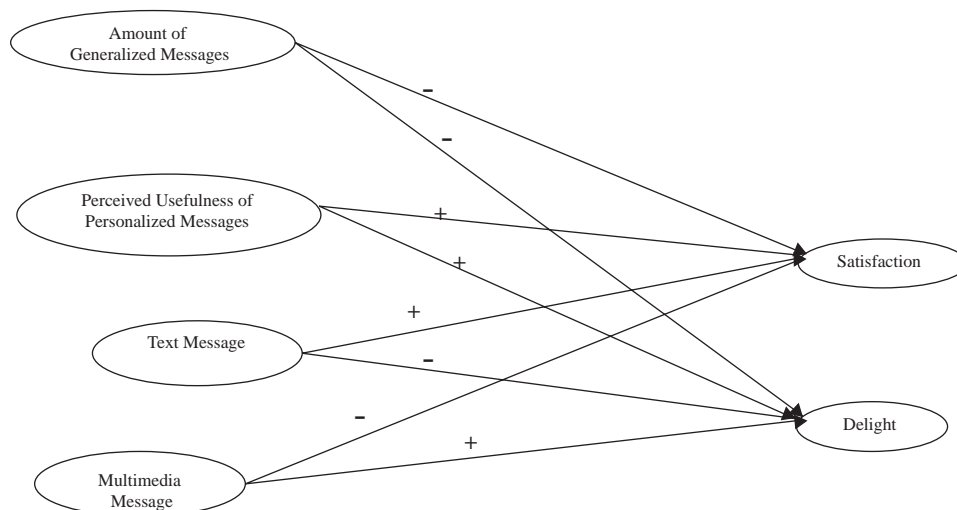 Amount of
Generalized Messages
-
-
Perceived Usefulness of
Personalized Messages
+
+
Satisfaction
+
Text Message
-
-
Delight
+
Multimedia
Message